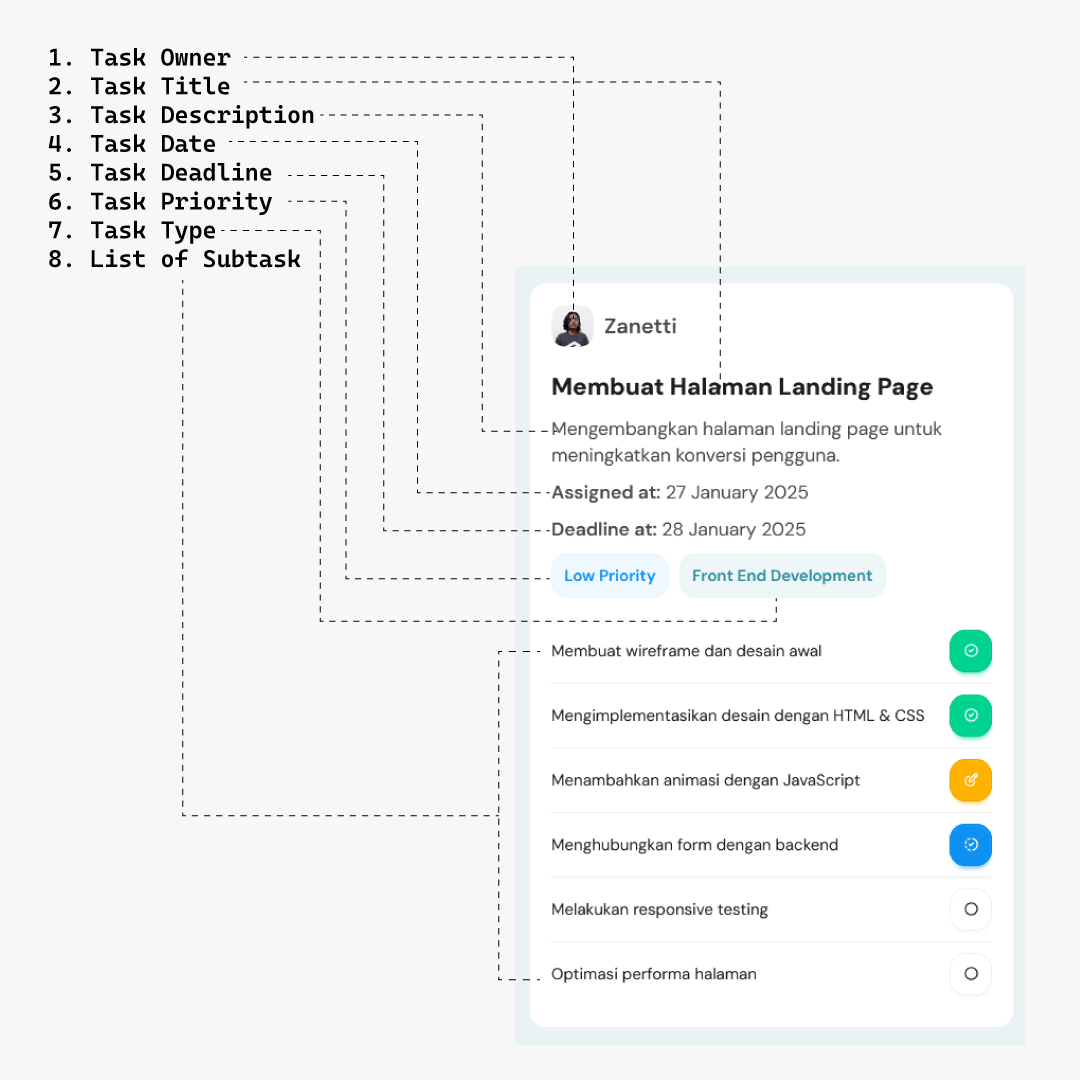 1. Task Owner
2. Task Title
3. Task Description
4. Task Date
5. Task Deadline
6. Task Priority
7. Task Type
8. List of Subtask
Zanetti
Membuat Halaman Landing Page
Mengembangkan halaman landing page untuk
meningkatkan konversi pengguna.
Assigned at: 27 January 2025
Deadline at: 28 January 2025
Low Priority
Front End Development
Membuat wireframe dan desain awal
Mengimplementasikan desain dengan HTML & CSS
Menambahkan animasi dengan JavaScript
Menghubungkan form dengan backend
Melakukan responsive testing
Optimasi performa halaman